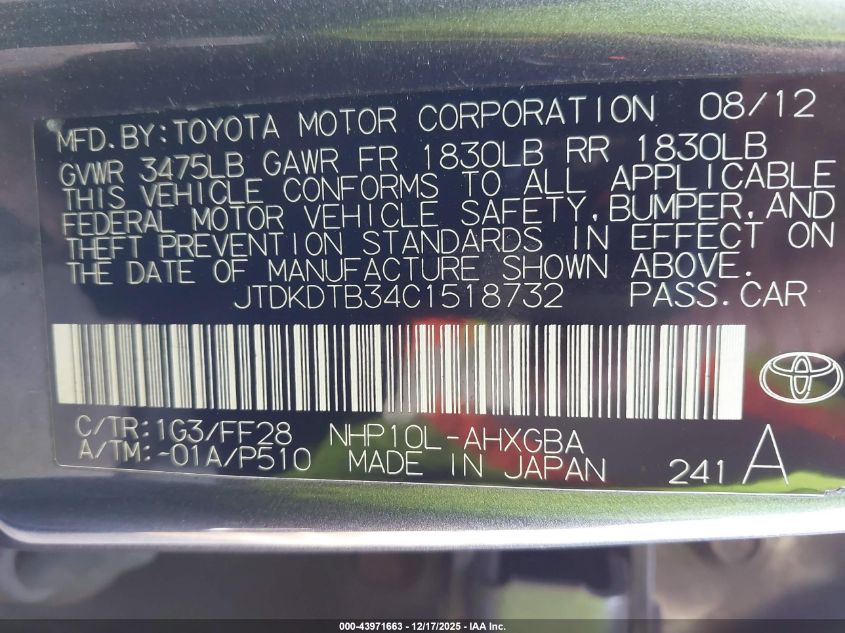 MFD.BY:TOYOTA MOTOR CORPORATION 08/12
GVWR 3475LB GAWR FR 1830LB RR 1830LB
THIS VEHICLE CONFORMS TO ALL APPLICABLE
FEDERAL MOTOR VEHICLE SAFETY,BUMPER,AND
THEFT PREVENTION STANDARDS IN EFFECT ON
THE DATE OF MANUFACTURE SHOWN ABOVE.
JTDKDTB34C1518732 PASS.CAR
C/TR:1G3/FF28 NHP10L-AHXGBA
A/TM:-01A/P510 MADE IN JAPAN 241 A
000-43971663 - 12/17/2025 - IAA Inc.